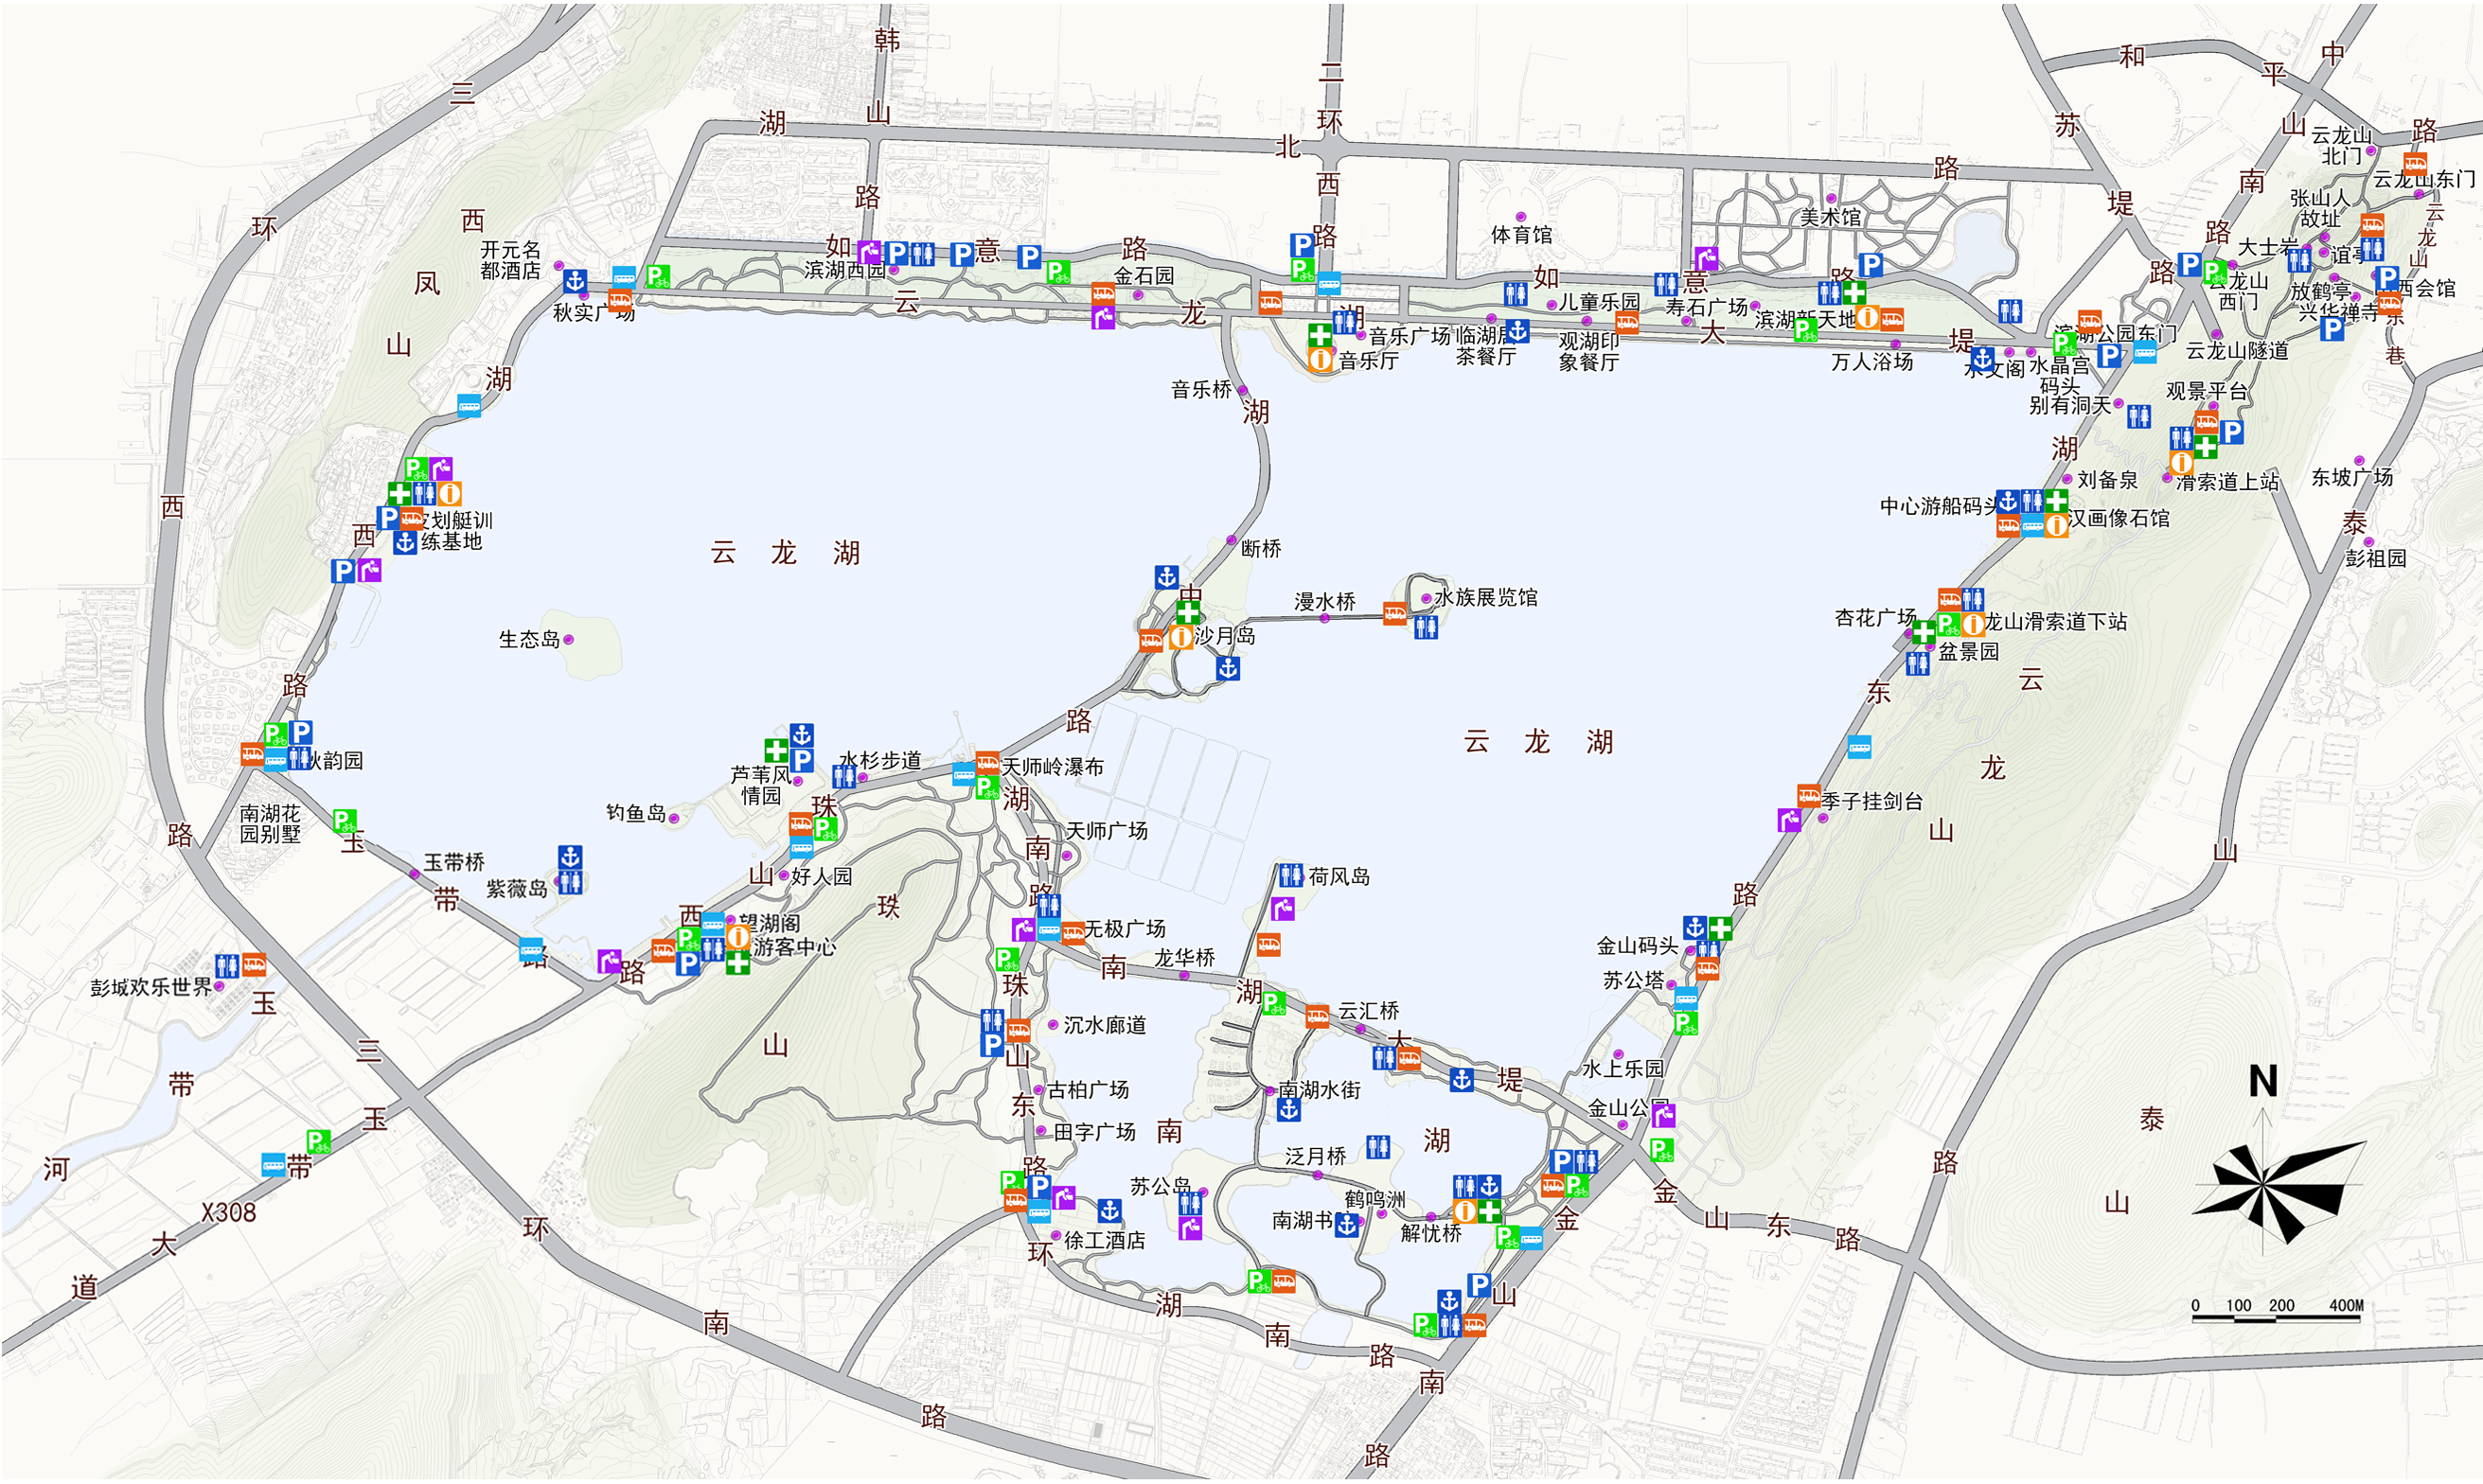 三环西路
韩山路
二环西路
湖北路
和平路
中山南路
苏堤路
西凤山
开元名
都酒店
秋实广场
如意路
滨湖西园
金石园
云龙大堤
体育馆
美术馆
如意路
儿童乐园
寿石广场
滨湖新天地
音乐广场
音乐厅
临湖居
茶餐厅
观湖印
象餐厅
万人浴场
水文阁
水晶宫
码头
滨湖公园东门
别有洞天
云龙山
北门
云龙山东门
张山人
故址
大士岩
云龙山
西门
放鹤亭
兴华禅寺
西会馆
云龙山东巷
云龙山隧道
观景平台
滑索道上站
东坡广场
彭祖园
刘备泉
中心游船码头
汉画像石馆
音乐桥
湖中路
湖西路
划艇训
练基地
云龙湖
断桥
漫水桥
水族展览馆
沙月岛
生态岛
杏花广场
龙山滑索道下站
盆景园
湖东路
云龙山
云龙湖
季子挂剑台
泰山路
秋韵园
南湖花
园别墅
芦苇风
情园
水杉步道
天师岭瀑布
钓鱼岛
天师广场
湖南路
玉带路
玉带桥
紫薇岛
好人园
珠山西路
望湖阁
游客中心
珠山
荷风岛
无极广场
龙华桥
南湖大堤
云汇桥
金山码头
苏公塔
彭城欢乐世界
玉带河
三环南路
沉水廊道
珠山东路
古柏广场
南湖水街
水上乐园
金山公园
田字广场
南湖
泛月桥
苏公岛
鹤鸣洲
解忧桥
徐工酒店
环湖南路
金山南路
金山东路
泰山
玉带大道
X308
N
0 100 200 400M